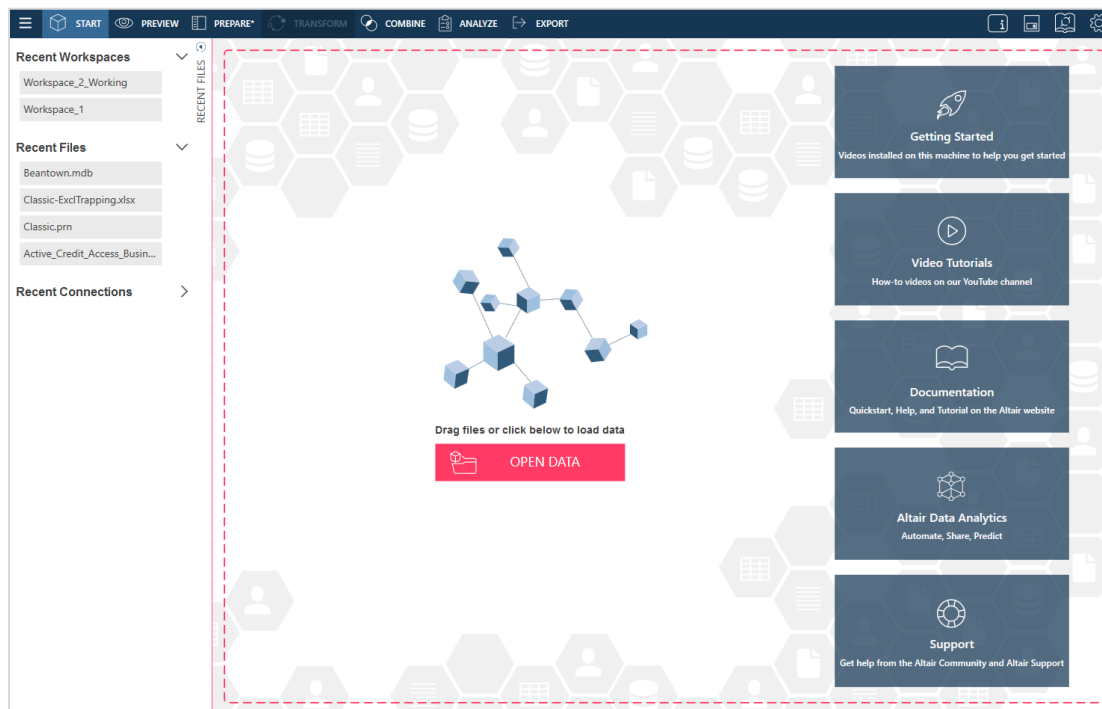 START
PREVIEW
PREPARE*
TRANSFORM
COMBINE
ANALYZE
EXPORT
Recent Workspaces
Workspace_2_Working
Workspace_1
Recent Files
Beantown.mdb
Classic-ExclTrapping.xlsx
Classic.prn
Active_Credit_Access_Busin...
Recent Connections
RECENT FILES
Drag files or click below to load data
OPEN DATA
Getting Started
Videos installed on this machine to help you get started
Video Tutorials
How-to videos on our YouTube channel
Documentation
Quickstart, Help, and Tutorial on the Altair website
Altair Data Analytics
Automate, Share, Predict
Support
Get help from the Altair Community and Altair Support